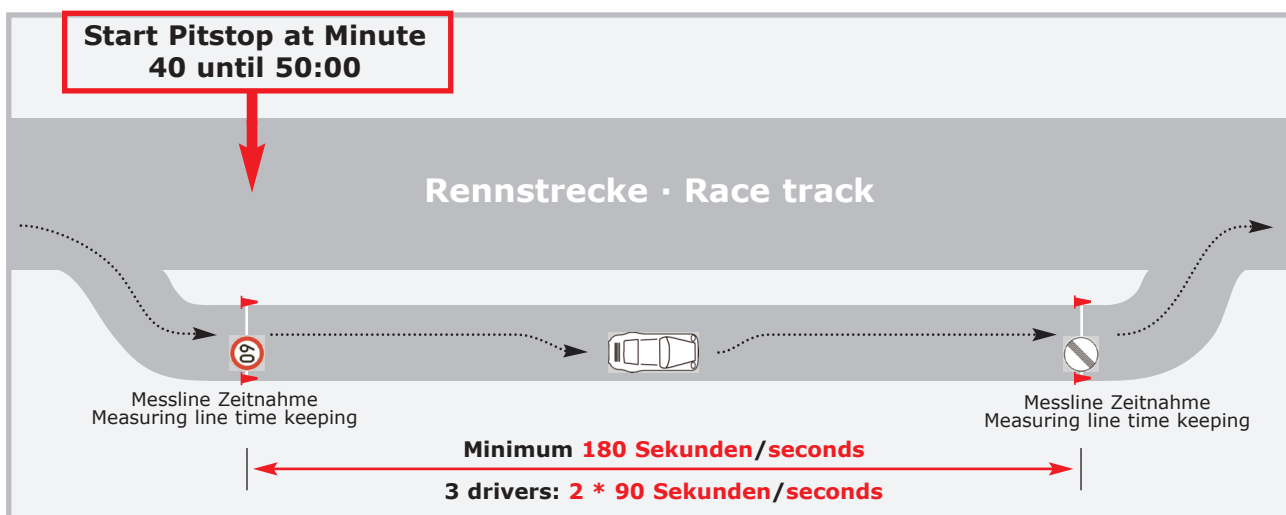 Start Pitstop at Minute
40 until 50:00
Rennstrecke · Race track
60
Messline Zeitnahme
Measuring line time keeping
Messline Zeitnahme
Measuring line time keeping
Minimum 180 Sekunden/seconds
3 drivers: 2 * 90 Sekunden/seconds